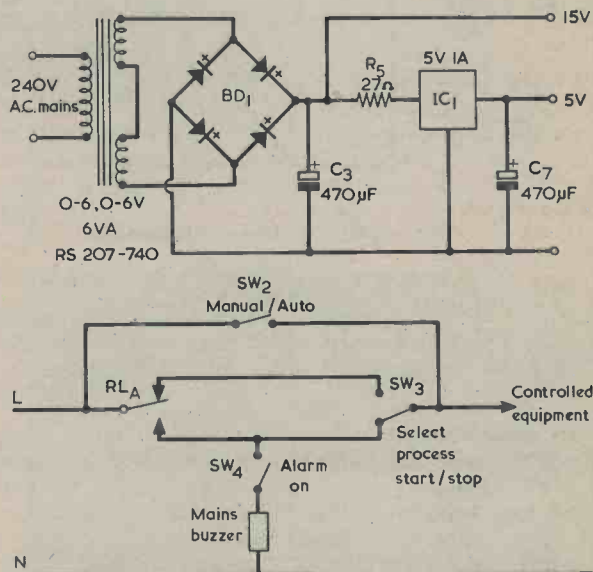 15V
240V
A.C. mains
BD1
R5
27Ω
5V 1A
IC1
5V
+
C3
470µF
+
C7
470µF
0-6, 0-6V
6VA
RS 207-740
SW2
Manual/Auto
L
RLA
SW3
Controlled
equipment
Select
process
start/stop
SW4
Alarm
on
Mains
buzzer
N